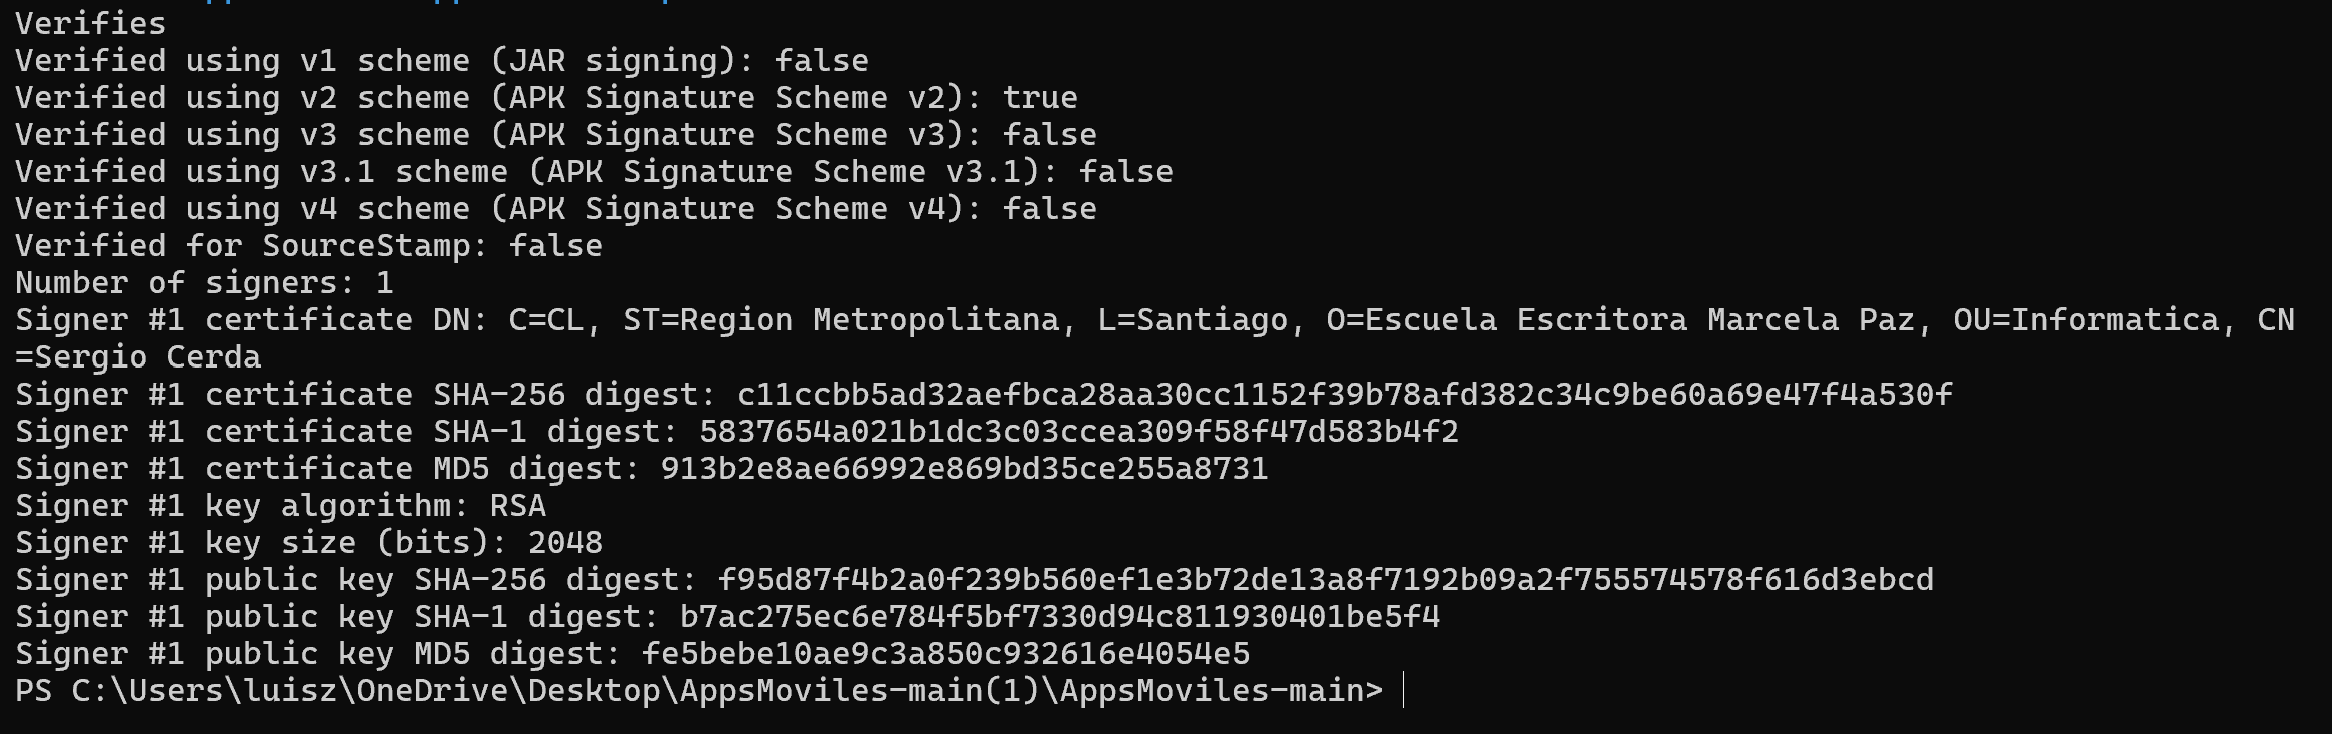 Verifies
Verified using v1 scheme (JAR signing): false
Verified using v2 scheme (APK Signature Scheme v2): true
Verified using v3 scheme (APK Signature Scheme v3): false
Verified using v3.1 scheme (APK Signature Scheme v3.1): false
Verified using v4 scheme (APK Signature Scheme v4): false
Verified for SourceStamp: false
Number of signers: 1
Signer #1 certificate DN: C=CL, ST=Region Metropolitana, L=Santiago, O=Escuela Escritora Marcela Paz, OU=Informatica, CN
=Sergio Cerda
Signer #1 certificate SHA-256 digest: c11ccbb5ad32aefbca28aa30cc1152f39b78afd382c34c9be60a69e47f4a530f
Signer #1 certificate SHA-1 digest: 5837654a021b1dc3c03ccea309f58f47d583b4f2
Signer #1 certificate MD5 digest: 913b2e8ae66992e869bd35ce255a8731
Signer #1 key algorithm: RSA
Signer #1 key size (bits): 2048
Signer #1 public key SHA-256 digest: f95d87f4b2a0f239b560ef1e3b72de13a8f7192b09a2f755574578f616d3ebcd
Signer #1 public key SHA-1 digest: b7ac275ec6e784f5bf7330d94c811930401be5f4
Signer #1 public key MD5 digest: fe5bebe10ae9c3a850c932616e4054e5
PS C:\Users\luisz\OneDrive\Desktop\AppsMoviles-main(1)\AppsMoviles-main>